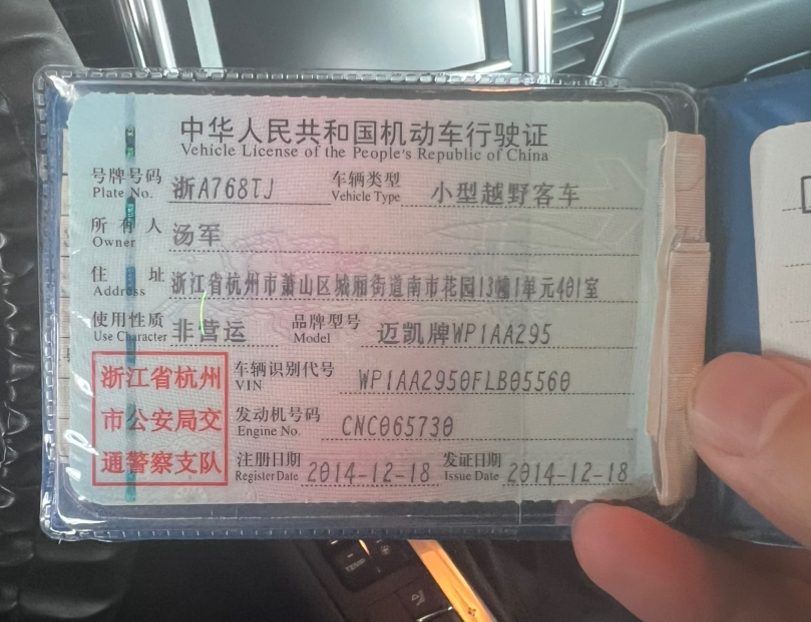 中华人民共和国机动车行驶证
Vehicle License of the People's Republic of China
号牌号码 浙A768TJ 车辆类型 小型越野客车
Plate No. Vehicle Type
所有人 汤军
Owner
住址 浙江省杭州市萧山区城厢街道南市花园13幢1单元401室
Address
使用性质 非营运 品牌型号 迈凯牌WP1AA295
Use Character Model
浙江省杭州
市公安局交
通警察支队
车辆识别代号 WP1AA2950FLB05560
VIN
发动机号码 CNC065730
Engine No.
注册日期 2014-12-18 发证日期 2014-12-18
Register Date Issue Date
TEMP